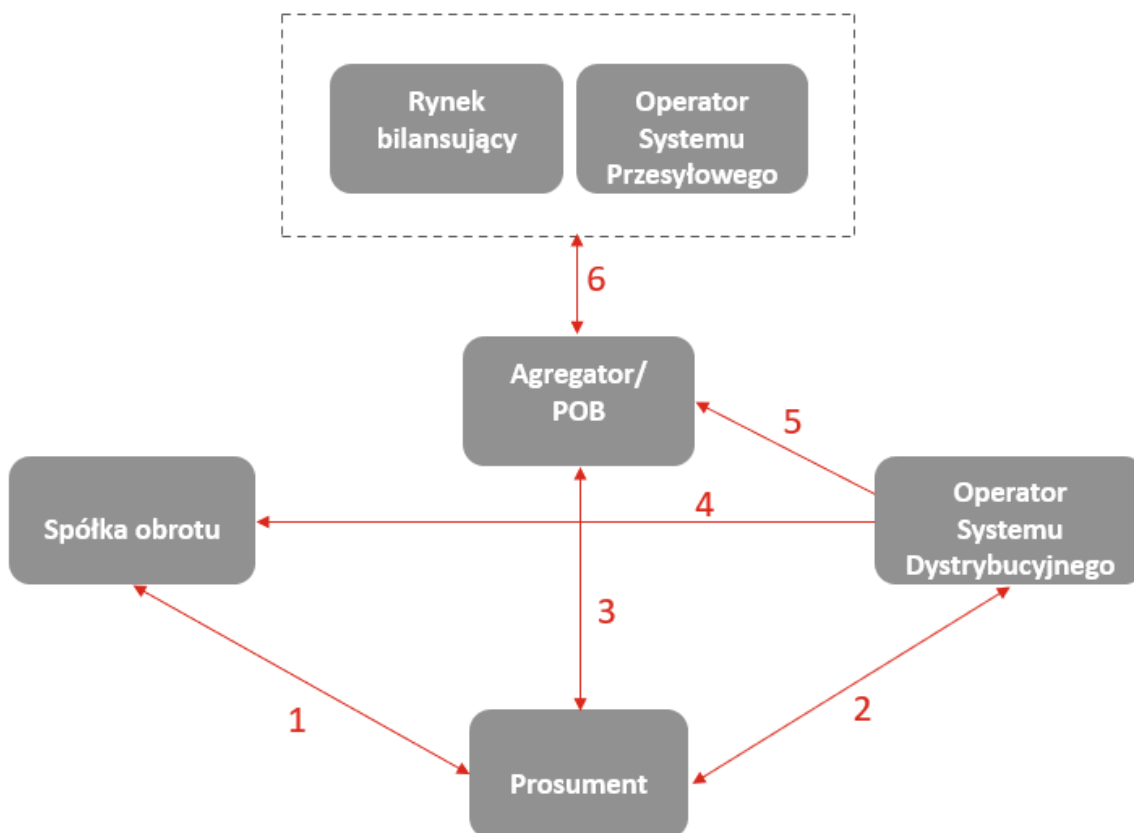 Rynek
bilansujący
Operator
Systemu
Przesyłowego
6
Agregator/
POB
5
Spółka obrotu
4
Operator
Systemu
Dystrybucyjnego
3
1
2
Prosument